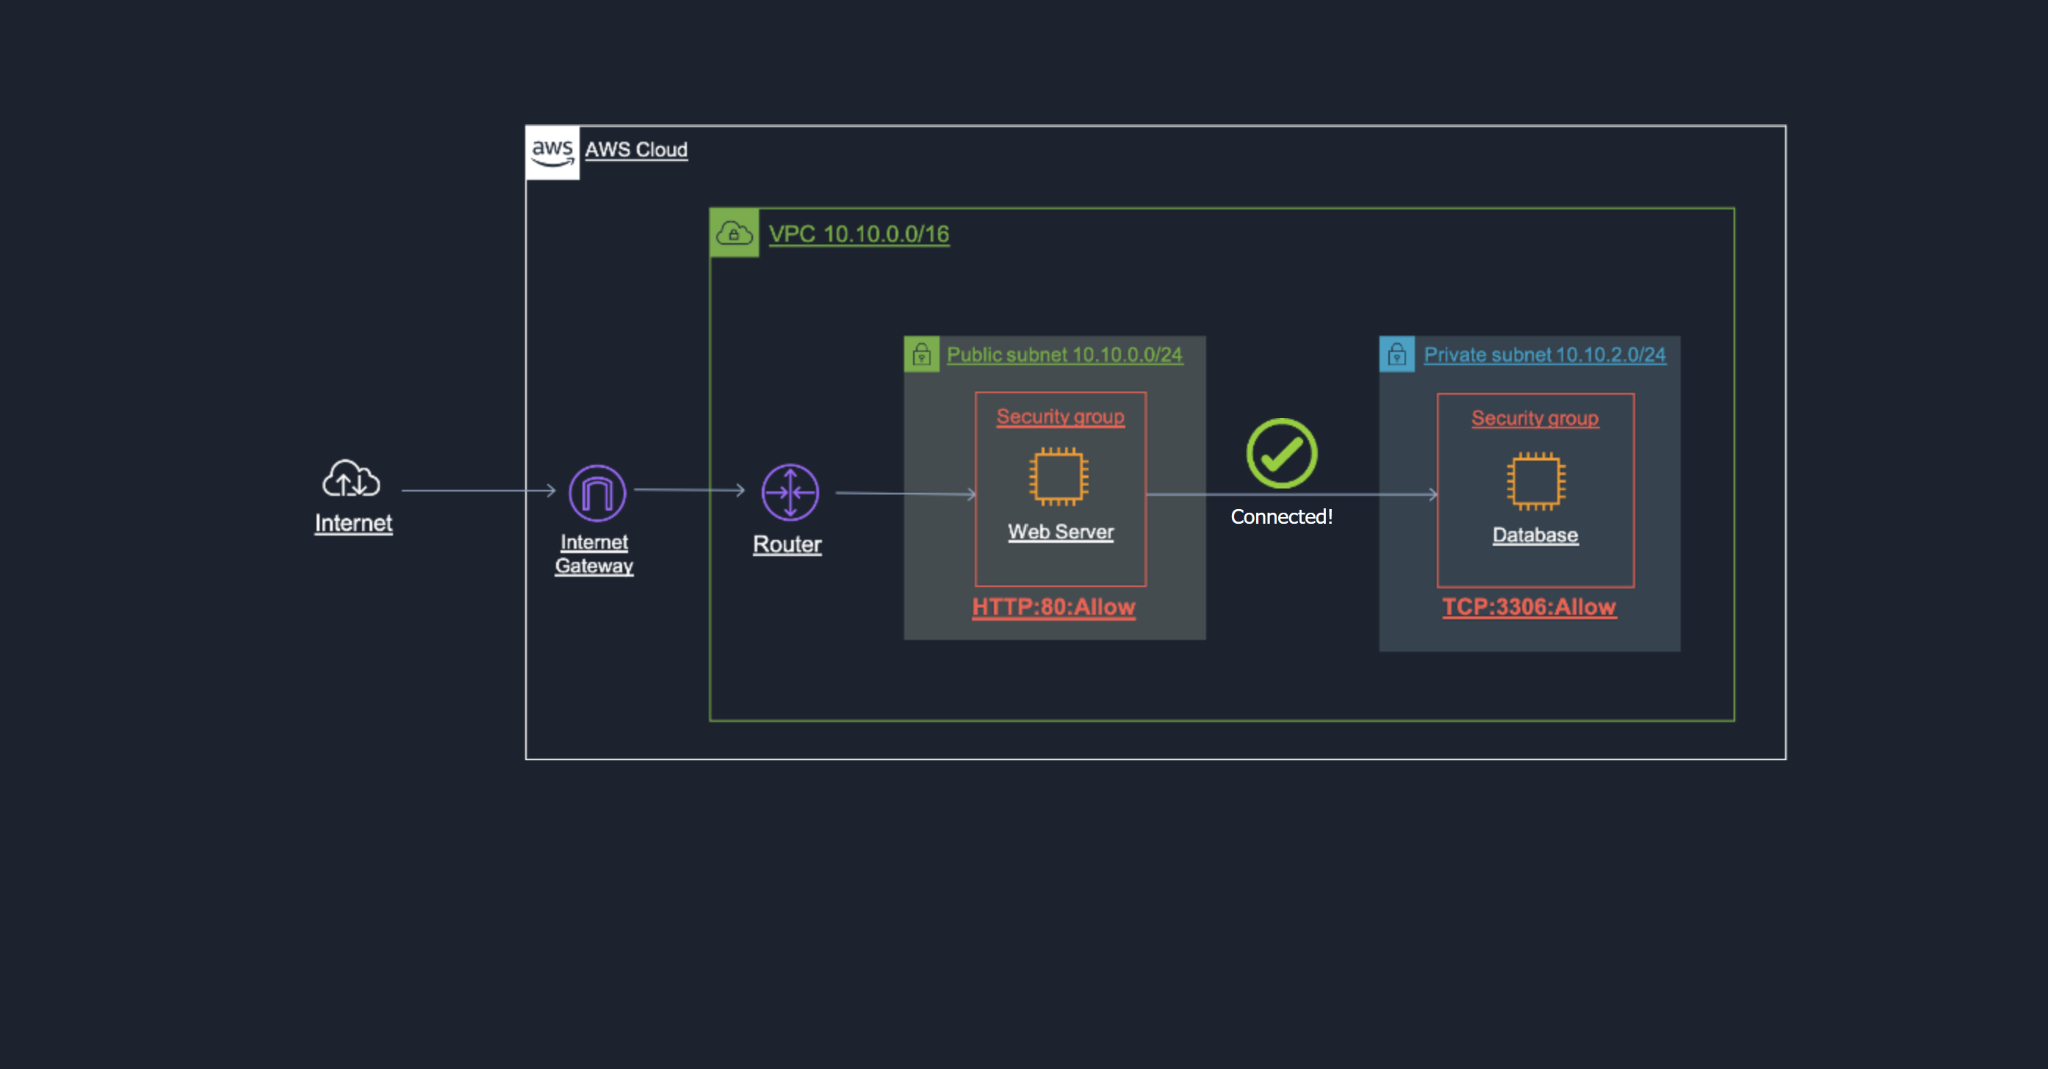 aws
AWS Cloud
VPC 10.10.0.0/16
Public subnet 10.10.0.0/24
Private subnet 10.10.2.0/24
Security group
Security group
Internet
Internet
Gateway
Router
Web Server
Connected!
Database
HTTP:80:Allow
TCP:3306:Allow